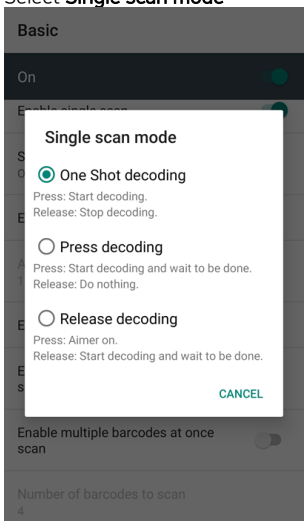 Select Single scan mode
Basic
On
Enable single scan
S
O
Single scan mode
One Shot decoding
Press: Start decoding.
Release: Stop decoding.
E
Press decoding
A
Press: Start decoding and wait to be done.
1
Release: Do nothing.
E
Release decoding
Press: Aimer on.
E
Release: Start decoding and wait to be done.
s
CANCEL
Enable multiple barcodes at once
scan
Number of barcodes to scan
4